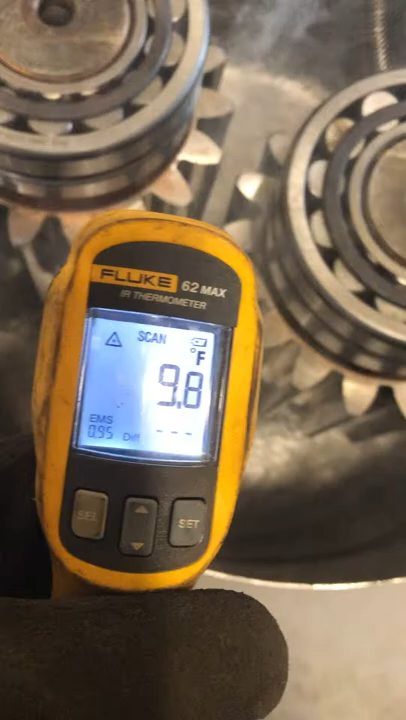 FLUKE 62 MAX
IR THERMOMETER
SCAN
°F
9.8
EMS
0.95 Diff ---
SEL
SET